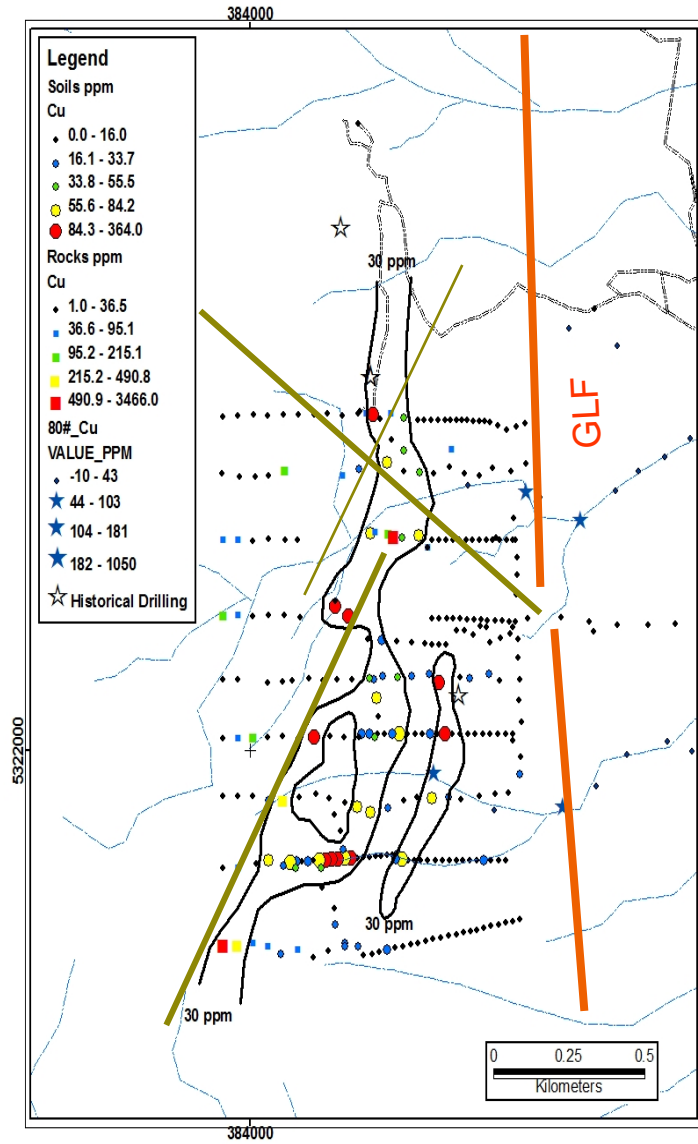 384000
Legend
Soils ppm
Cu
0.0 - 16.0
16.1 - 33.7
33.8 - 55.5
55.6 - 84.2
84.3 - 364.0
Rocks ppm
Cu
1.0 - 36.5
36.6 - 95.1
95.2 - 215.1
215.2 - 490.8
490.9 - 3466.0
80#_Cu
VALUE_PPM
-10 - 43
44 - 103
104 - 181
182 - 1050
Historical Drilling
30 ppm
GLF
5322000
30 ppm
30 ppm
0 0.25 0.5
Kilometers
384000